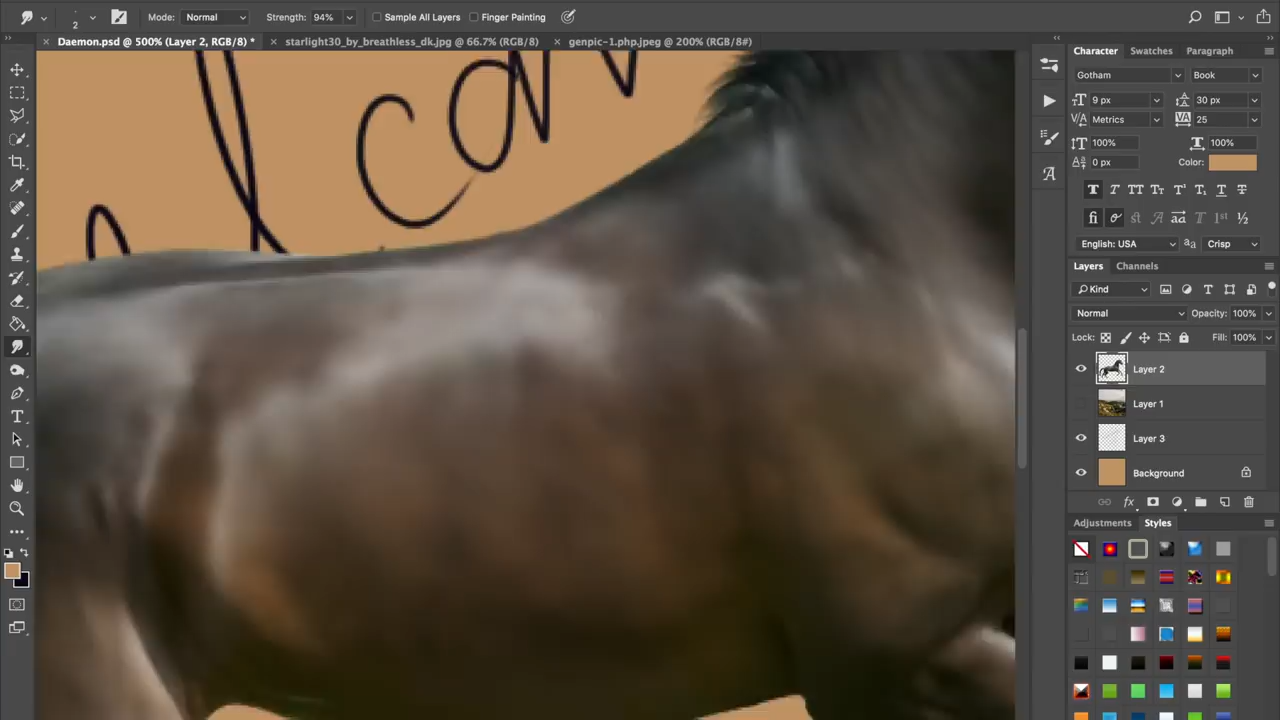 2
Mode: Normal Strength: 94% Sample All Layers Finger Painting
Daemon.psd @ 500% (Layer 2, RGB/8) * starlight30_by_breathless_dk.jpg @ 66.7% (RGB/8) genpic-1.php.jpeg @ 200% (RGB/8#)
Character Swatches Paragraph
Gotham Book
9 px 30 px
Metrics 25
100% 100%
0 px Color:
English: USA Crisp
Layers Channels
Kind
Normal Opacity: 100%
Lock: Fill: 100%
Layer 2
Layer 1
Layer 3
Background
Adjustments Styles